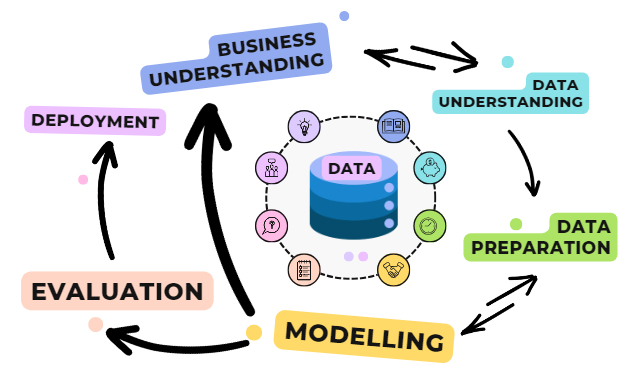 BUSINESS
UNDERSTANDING
DATA
UNDERSTANDING
DEPLOYMENT
DATA
DATA
PREPARATION
EVALUATION
MODELLING